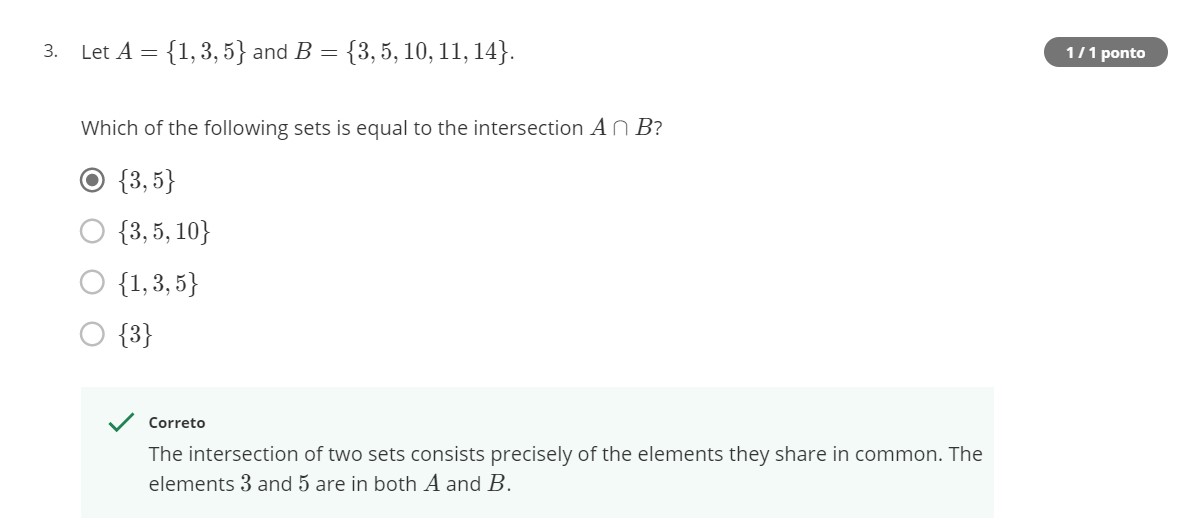 3. Let A = {1, 3, 5} and B = {3, 5, 10, 11, 14}.
1 / 1 ponto
Which of the following sets is equal to the intersection A ∩ B?
{3, 5}
{3, 5, 10}
{1, 3, 5}
{3}
Correto
The intersection of two sets consists precisely of the elements they share in common. The
elements 3 and 5 are in both A and B.